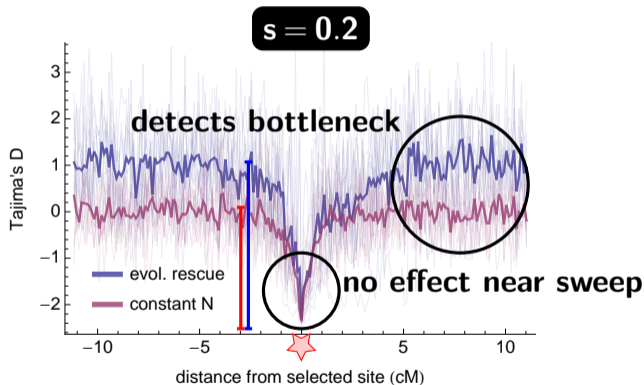 s = 0.2
detects bottleneck
no effect near sweep
Tajima's D
3
2
1
0
−1
−2
evol. rescue
constant N
−10
−5
5
10
distance from selected site (cM)